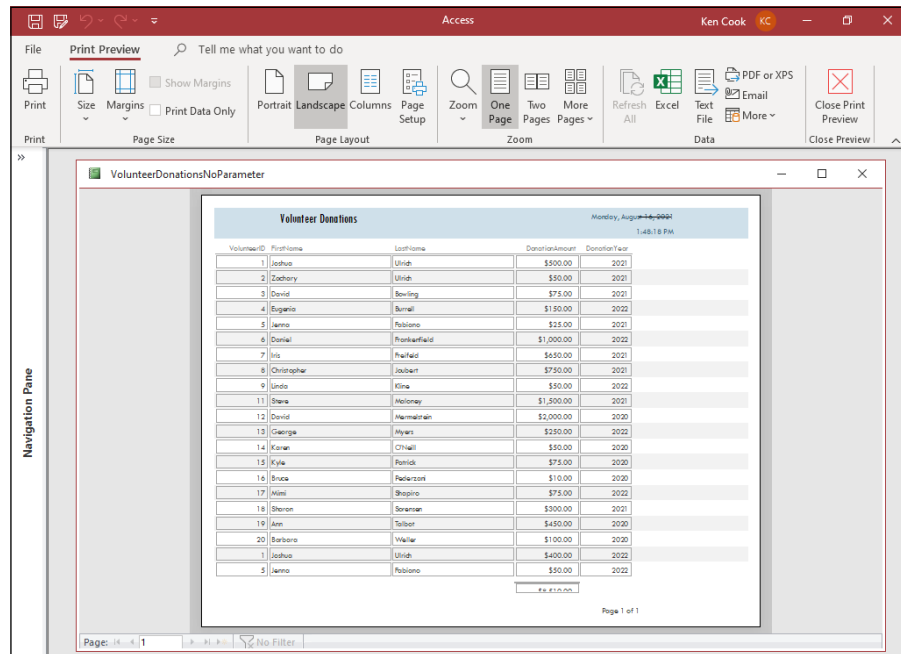 Access Ken Cook KC
File Print Preview Tell me what you want to do
Print Size Margins Show Margins Print Data Only Portrait Landscape Columns Page Setup Zoom One Page Two Pages More Pages Refresh All Excel Text File PDF or XPS Email More Close Print Preview
Print Page Size Page Layout Zoom Data Close Preview
»
Navigation Pane
VolunteerDonationsNoParameter
Volunteer Donations Monday, August 16, 2021
1:48:18 PM
VolunteerID FirstName LastName DonationAmount DonationYear
1 Joshua Ulrich $500.00 2021
2 Zachary Ulrich $50.00 2021
3 David Bowling $75.00 2021
4 Eugenia Burrell $150.00 2022
5 Jenna Fabiano $25.00 2021
6 Daniel Frankenfield $1,000.00 2022
7 Iris Freifeld $650.00 2021
8 Christopher Joubert $750.00 2021
9 Linda Kline $50.00 2022
11 Steve Maloney $1,500.00 2021
12 David Mermelstein $2,000.00 2020
13 George Myers $250.00 2022
14 Karen O'Neill $50.00 2020
15 Kyle Patrick $75.00 2020
16 Bruce Pederzani $10.00 2020
17 Mimi Shapiro $75.00 2022
18 Sharon Sorensen $300.00 2021
19 Ann Talbot $450.00 2020
20 Barbara Weller $100.00 2020
1 Joshua Ulrich $400.00 2022
5 Jenna Fabiano $50.00 2022
Page 1 of 1
Page: 1 No Filter